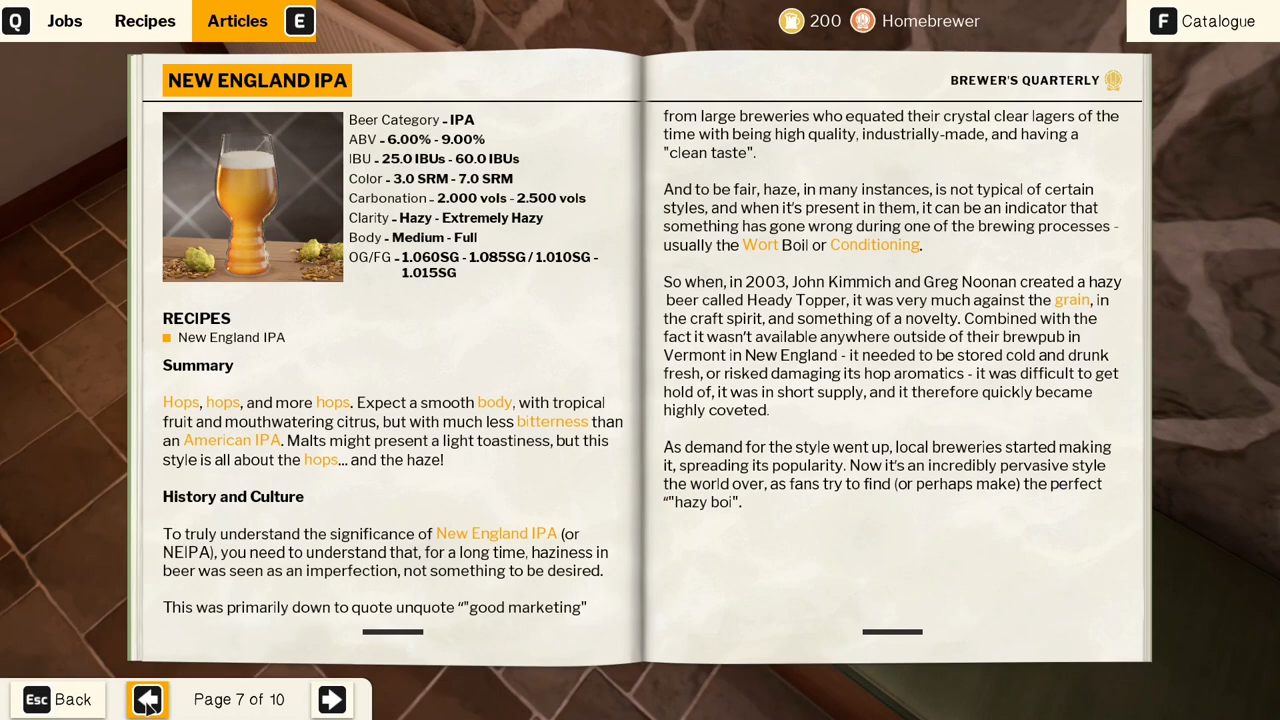 Q Jobs Recipes Articles E 200 Homebrewer F Catalogue
NEW ENGLAND IPA
Beer Category - IPA
ABV - 6.00% - 9.00%
IBU - 25.0 IBUs - 60.0 IBUs
Color - 3.0 SRM - 7.0 SRM
Carbonation - 2.000 vols - 2.500 vols
Clarity - Hazy - Extremely Hazy
Body - Medium - Full
OG/FG - 1.060SG - 1.085SG / 1.010SG -
1.015SG
RECIPES
New England IPA
Summary
Hops, hops, and more hops. Expect a smooth body, with tropical
fruit and mouthwatering citrus, but with much less bitterness than
an American IPA. Malts might present a light toastiness, but this
style is all about the hops... and the haze!
History and Culture
To truly understand the significance of New England IPA (or
NEIPA), you need to understand that, for a long time, haziness in
beer was seen as an imperfection, not something to be desired.
This was primarily down to quote unquote “"good marketing"
BREWER'S QUARTERLY
from large breweries who equated their crystal clear lagers of the
time with being high quality, industrially-made, and having a
"clean taste".
And to be fair, haze, in many instances, is not typical of certain
styles, and when it's present in them, it can be an indicator that
something has gone wrong during one of the brewing processes -
usually the Wort Boil or Conditioning.
So when, in 2003, John Kimmich and Greg Noonan created a hazy
beer called Heady Topper, it was very much against the grain, in
the craft spirit, and something of a novelty. Combined with the
fact it wasn't available anywhere outside of their brewpub in
Vermont in New England - it needed to be stored cold and drunk
fresh, or risked damaging its hop aromatics - it was difficult to get
hold of, it was in short supply, and it therefore quickly became
highly coveted.
As demand for the style went up, local breweries started making
it, spreading its popularity. Now it's an incredibly pervasive style
the world over, as fans try to find (or perhaps make) the perfect
“"hazy boi".
Esc Back Page 7 of 10